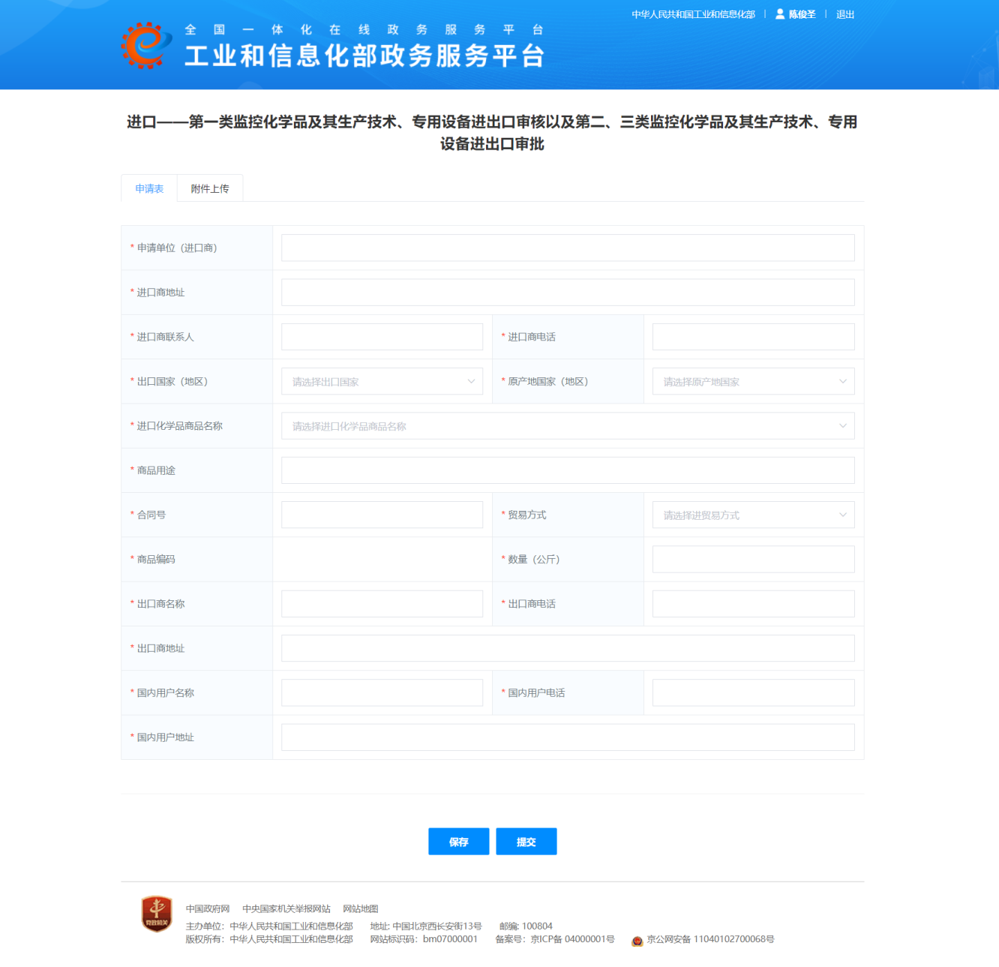 中华人民共和国工业和信息化部 | 陈俊圣 | 退出
全国一体化在线政务服务平台
工业和信息化部政务服务平台
进口——第一类监控化学品及其生产技术、专用设备进出口审核以及第二、三类监控化学品及其生产技术、专用
设备进出口审批
申请表 附件上传
* 申请单位（进口商）
* 进口商地址
* 进口商联系人 * 进口商电话
* 出口国家（地区） 请选择出口国家 * 原产地国家（地区） 请选择原产地国家
* 进口化学品商品名称 请选择进口化学品商品名称
* 商品用途
* 合同号 * 贸易方式 请选择进贸易方式
* 商品编码 * 数量（公斤）
* 出口商名称 * 出口商电话
* 出口商地址
* 国内用户名称 * 国内用户电话
* 国内用户地址
保存 提交
党政机关
中国政府网 中央国家机关举报网站 网站地图
主办单位：中华人民共和国工业和信息化部 地址: 中国北京西长安街13号 邮编: 100804
版权所有：中华人民共和国工业和信息化部 网站标识码：bm07000001 备案号：京ICP备 04000001号 京公网安备 11040102700068号